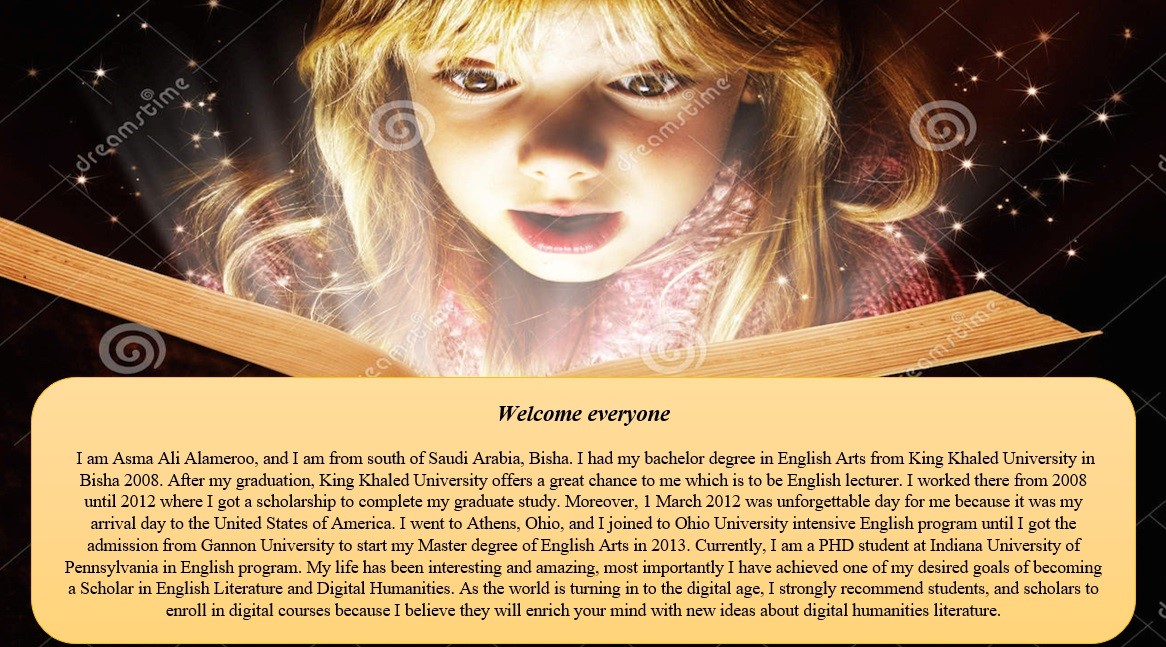 dreamstime
dreamstime
dreamstime
dreamstime
dreamstime
Welcome everyone
I am Asma Ali Alameroo, and I am from south of Saudi Arabia, Bisha. I had my bachelor degree in English Arts from King Khaled University in
Bisha 2008. After my graduation, King Khaled University offers a great chance to me which is to be English lecturer. I worked there from 2008
until 2012 where I got a scholarship to complete my graduate study. Moreover, 1 March 2012 was unforgettable day for me because it was my
arrival day to the United States of America. I went to Athens, Ohio, and I joined to Ohio University intensive English program until I got the
admission from Gannon University to start my Master degree of English Arts in 2013. Currently, I am a PHD student at Indiana University of
Pennsylvania in English program. My life has been interesting and amazing, most importantly I have achieved one of my desired goals of becoming
a Scholar in English Literature and Digital Humanities. As the world is turning in to the digital age, I strongly recommend students, and scholars to
enroll in digital courses because I believe they will enrich your mind with new ideas about digital humanities literature.